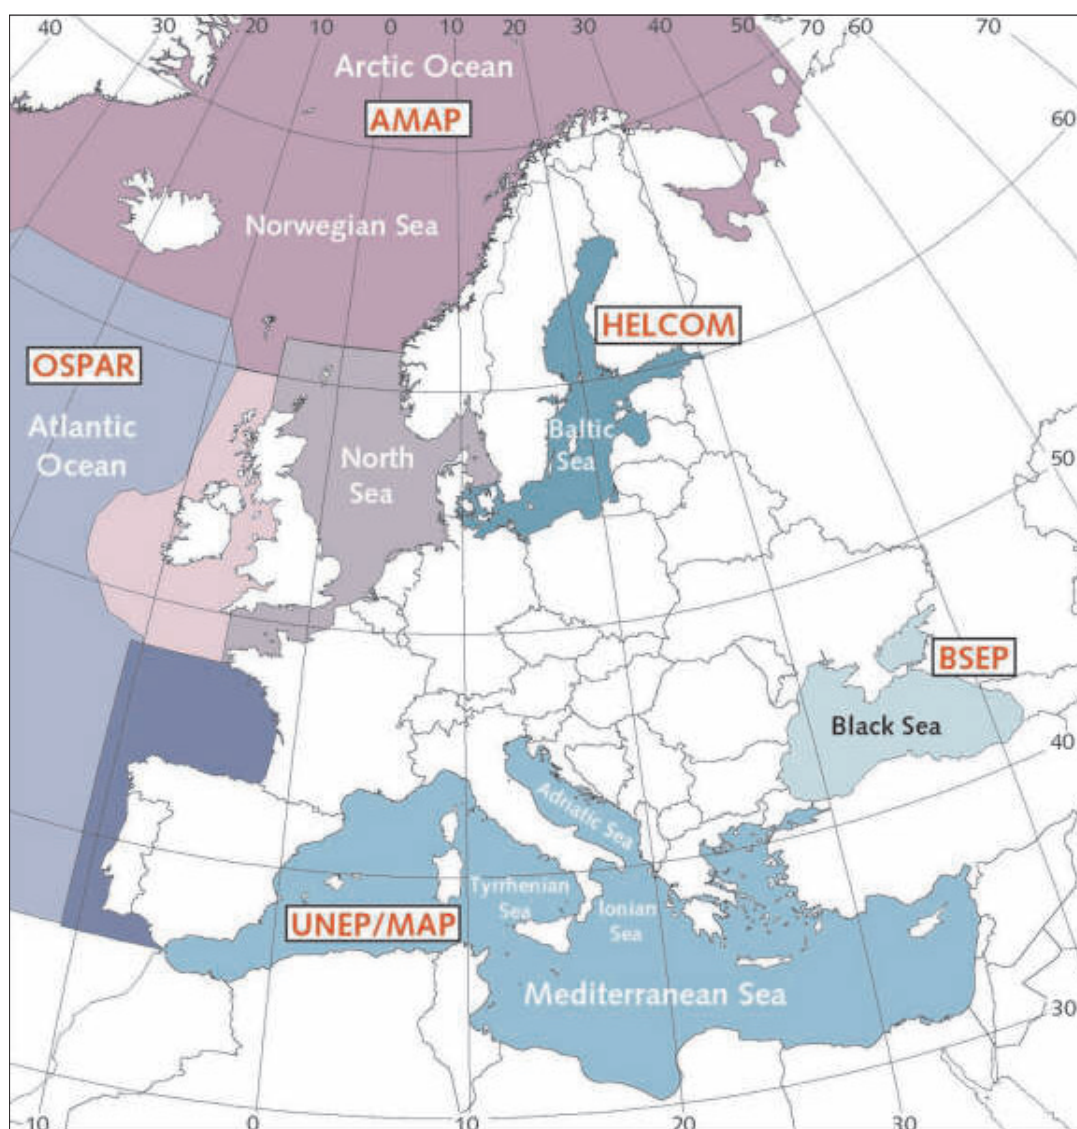 40 30 20 10 0 10 20 30 40 50 70 60 70
Arctic Ocean
AMAP
60
Norwegian Sea
HELCOM
OSPAR
Atlantic
Ocean
North
Sea
Baltic
Sea
50
BSEP
Black Sea
40
Adriatic Sea
Tyrrhenian
Sea
Ionian
Sea
UNEP/MAP
Mediterranean Sea
30
10 0 10 20 30